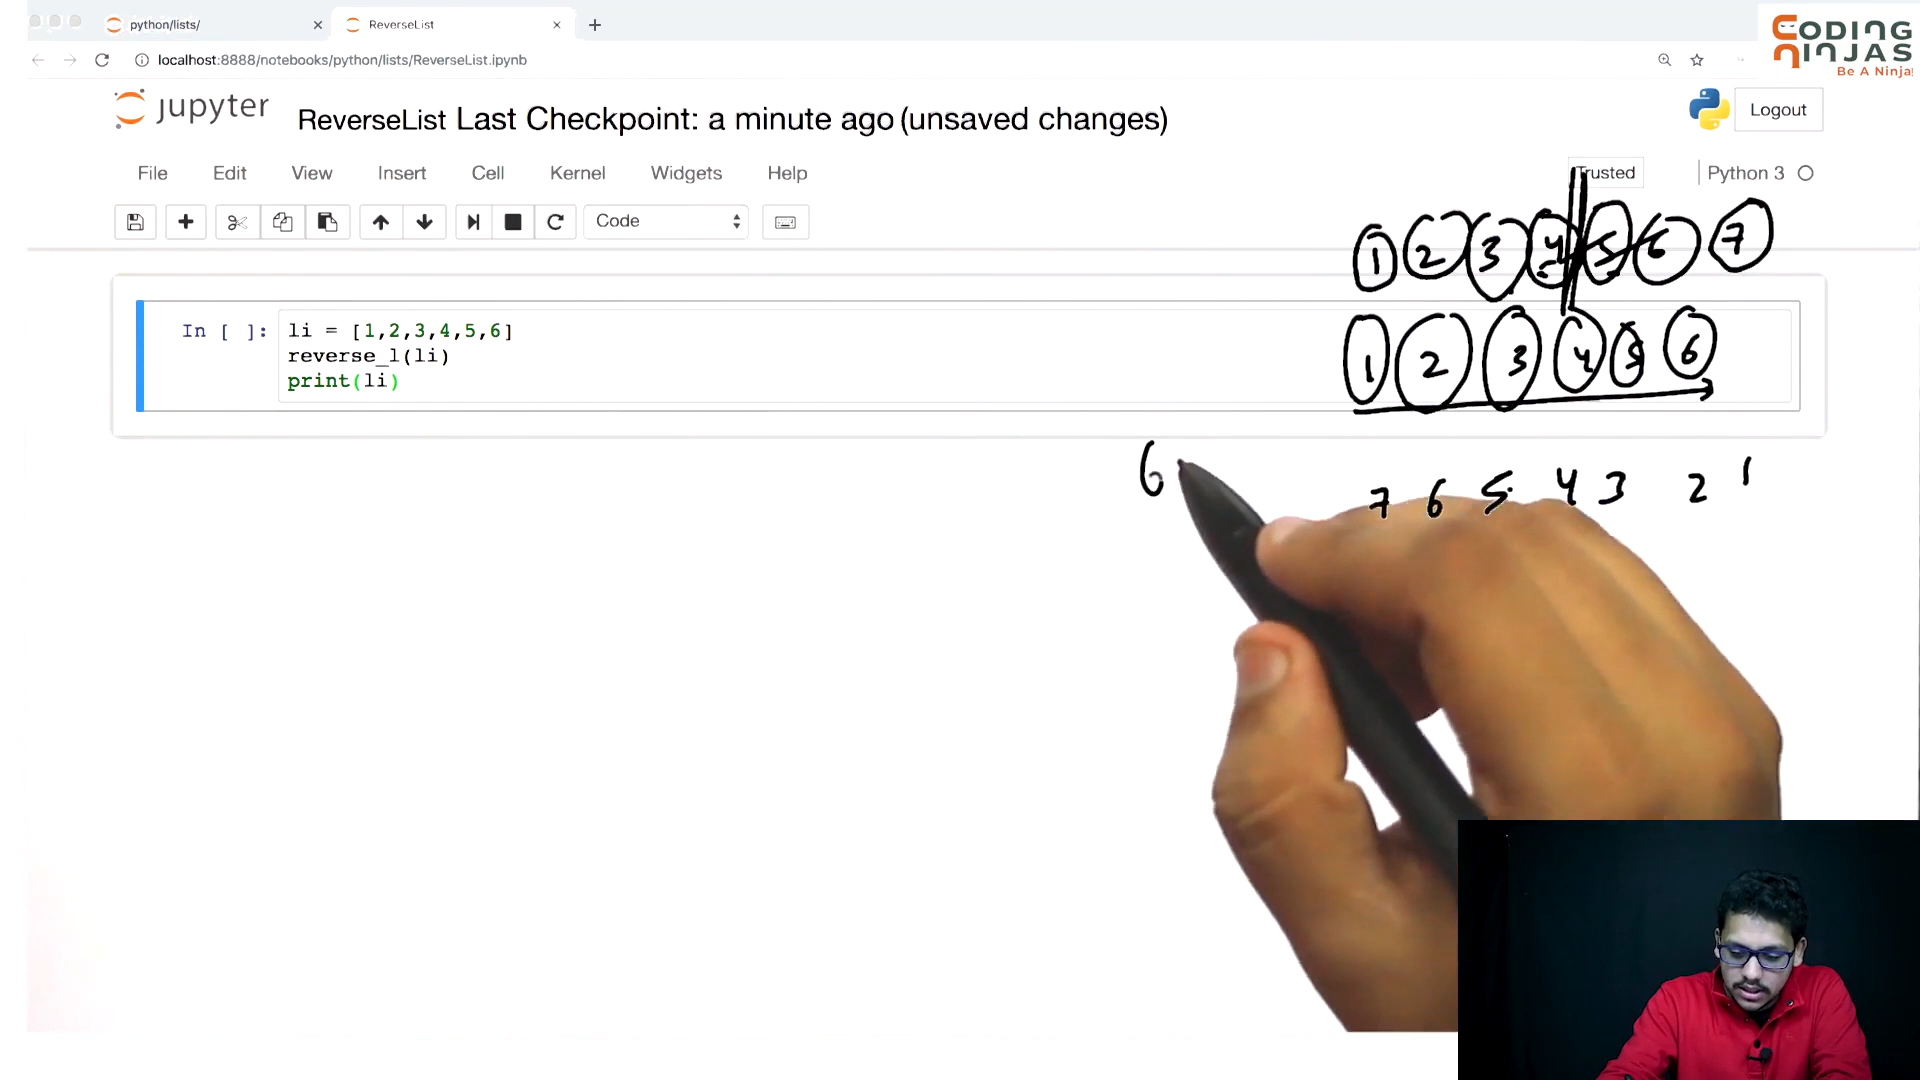 python/lists/
ReverseList
CODING NINJAS
Be A Ninja!
localhost:8888/notebooks/python/lists/ReverseList.ipynb
jupyter ReverseList Last Checkpoint: a minute ago (unsaved changes)
Logout
File Edit View Insert Cell Kernel Widgets Help
Trusted
Python 3
Code
1 2 3 4 5 6 7
In [ ]: li = [1,2,3,4,5,6]
reverse_l(li)
print(li)
1 2 3 4 5 6
6
7 6 5 4 3 2 1